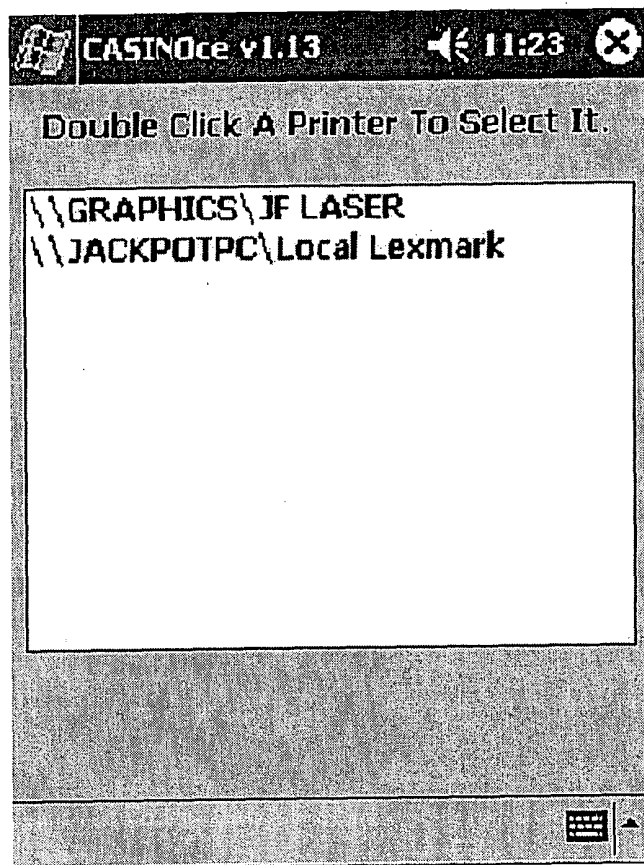 CASINOce v1.13 11:23
Double Click A Printer To Select It.
\\GRAPHICS\JF LASER
\\JACKPOTPC\Local Lexmark